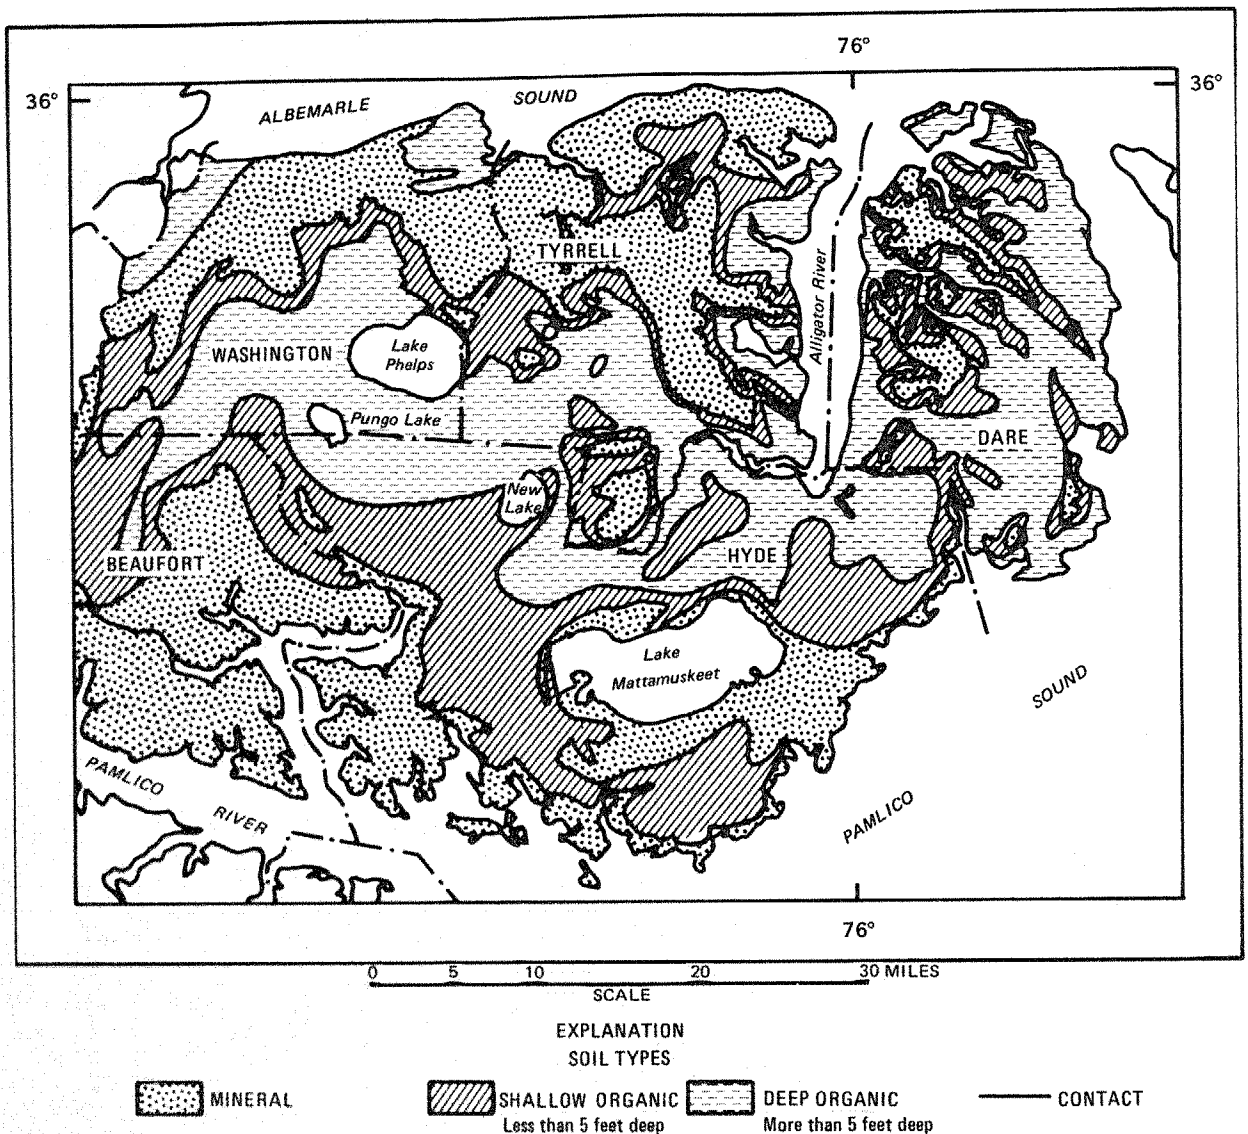 76°
36°
36°
ALBEMARLE SOUND
TYRRELL
Alligator River
WASHINGTON
Lake
Phelps
Pungo Lake
DARE
New
Lake
BEAUFORT
HYDE
Lake
Mattamuskeet
SOUND
PAMLICO
RIVER
PAMLICO
76°
0 5 10 20 30 MILES
SCALE
EXPLANATION
SOIL TYPES
MINERAL SHALLOW ORGANIC DEEP ORGANIC CONTACT
Less than 5 feet deep More than 5 feet deep